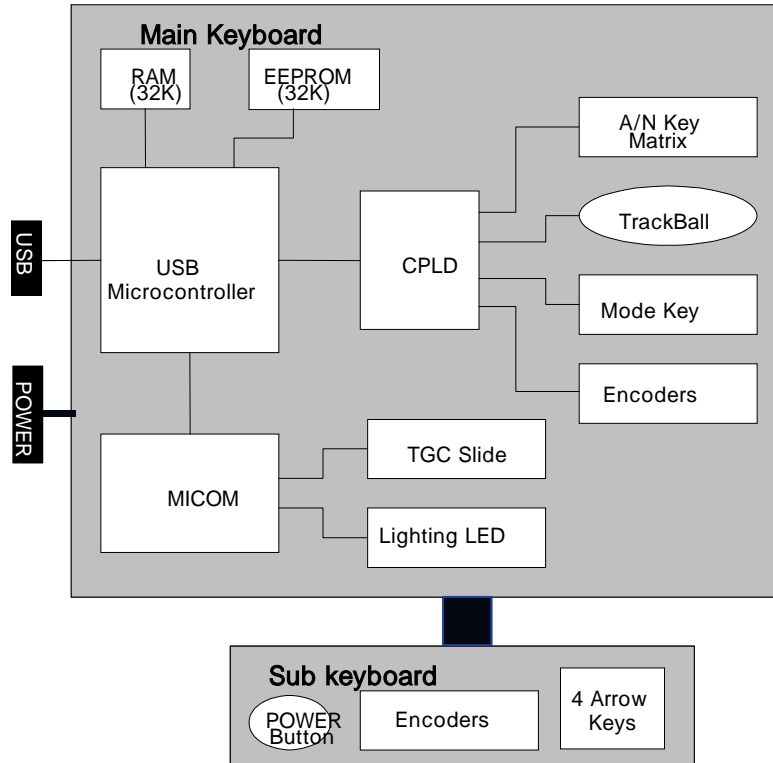 Main Keyboard
RAM
(32K)
EEPROM
(32K)
A/N Key
Matrix
TrackBall
USB
USB
Microcontroller
CPLD
Mode Key
Encoders
POWER
MICOM
TGC Slide
Lighting LED
Sub keyboard
POWER
Button
Encoders
4 Arrow
Keys